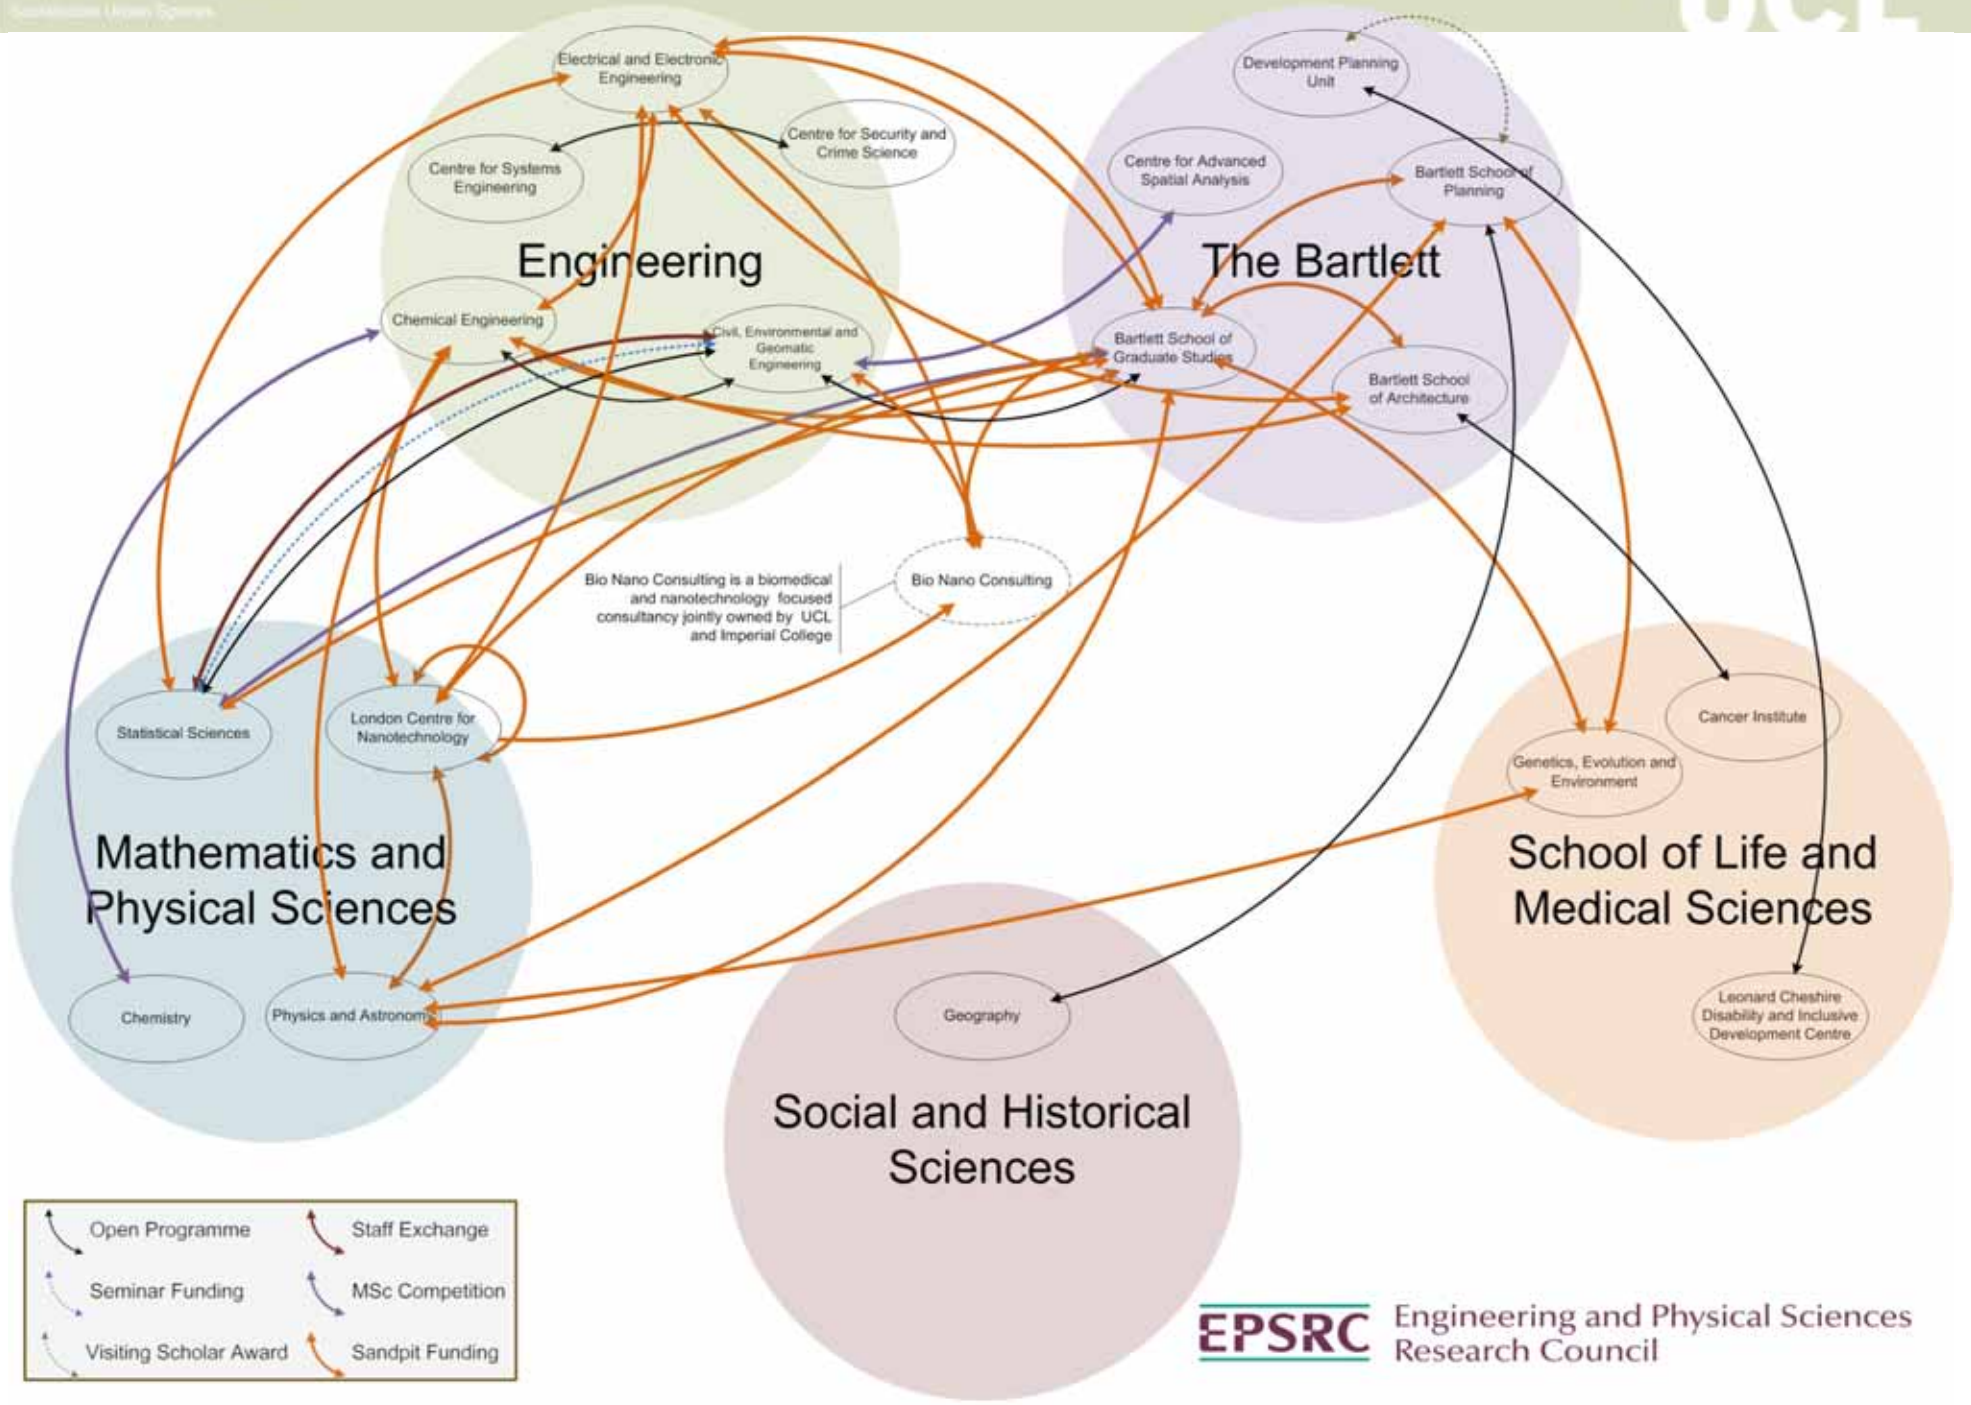 Sustainable Urban Spaces
UCL
Electrical and Electronic
Engineering
Centre for Security and
Crime Science
Centre for Systems
Engineering
Engineering
Chemical Engineering
Civil, Environmental and
Geomatic
Engineering
Development Planning
Unit
Centre for Advanced
Spatial Analysis
Bartlett School of
Planning
The Bartlett
Bartlett School of
Graduate Studies
Bartlett School
of Architecture
Bio Nano Consulting is a biomedical
and nanotechnology focused
consultancy jointly owned by UCL
and Imperial College
Bio Nano Consulting
Statistical Sciences
London Centre for
Nanotechnology
Mathematics and
Physical Sciences
Chemistry
Physics and Astronomy
Cancer Institute
Genetics, Evolution and
Environment
School of Life and
Medical Sciences
Leonard Cheshire
Disability and Inclusive
Development Centre
Geography
Social and Historical
Sciences
Open Programme
Staff Exchange
Seminar Funding
MSc Competition
Visiting Scholar Award
Sandpit Funding
EPSRC
Engineering and Physical Sciences
Research Council